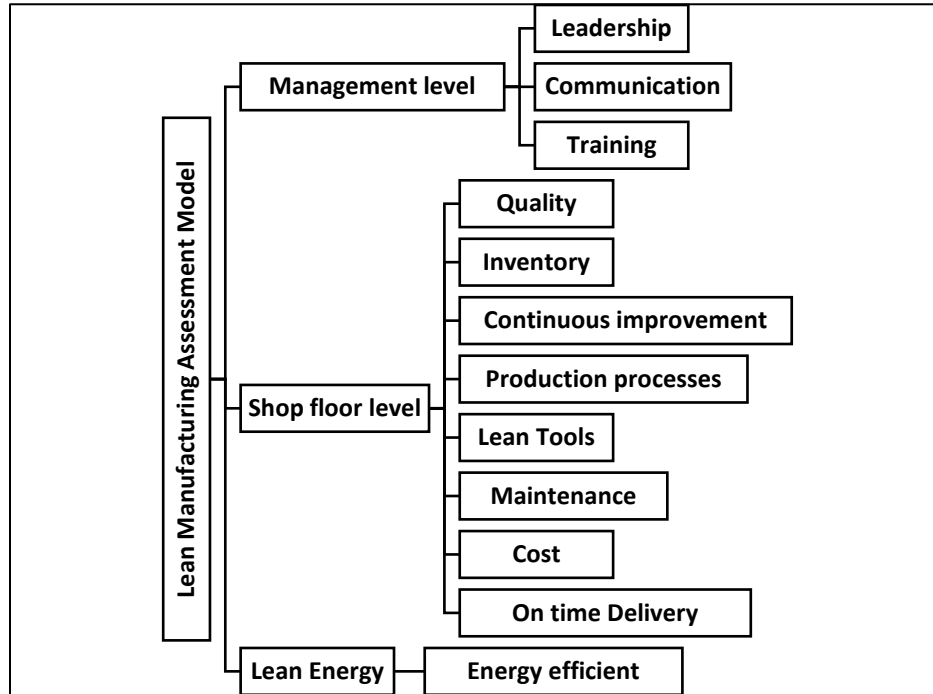 Lean Manufacturing Assessment Model
Management level
Leadership
Communication
Training
Shop floor level
Quality
Inventory
Continuous improvement
Production processes
Lean Tools
Maintenance
Cost
On time Delivery
Lean Energy
Energy efficient